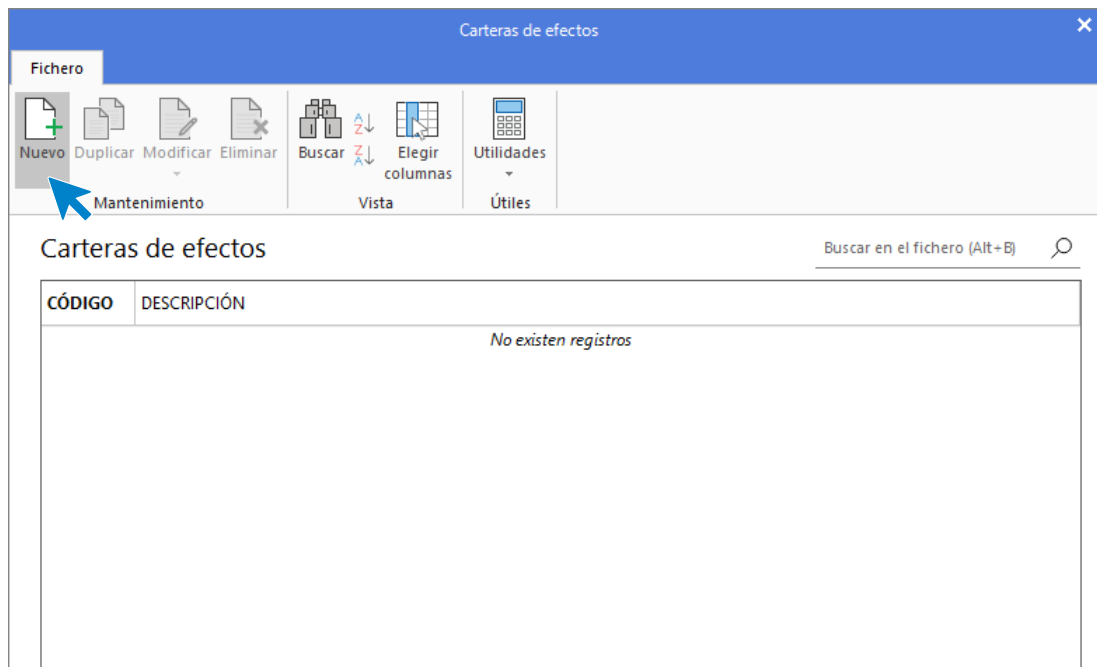 Carteras de efectos
Fichero
Nuevo Duplicar Modificar Eliminar Buscar Elegir columnas Utilidades
Mantenimiento Vista Útiles
Carteras de efectos
Buscar en el fichero (Alt+B)
CÓDIGO DESCRIPCIÓN
No existen registros